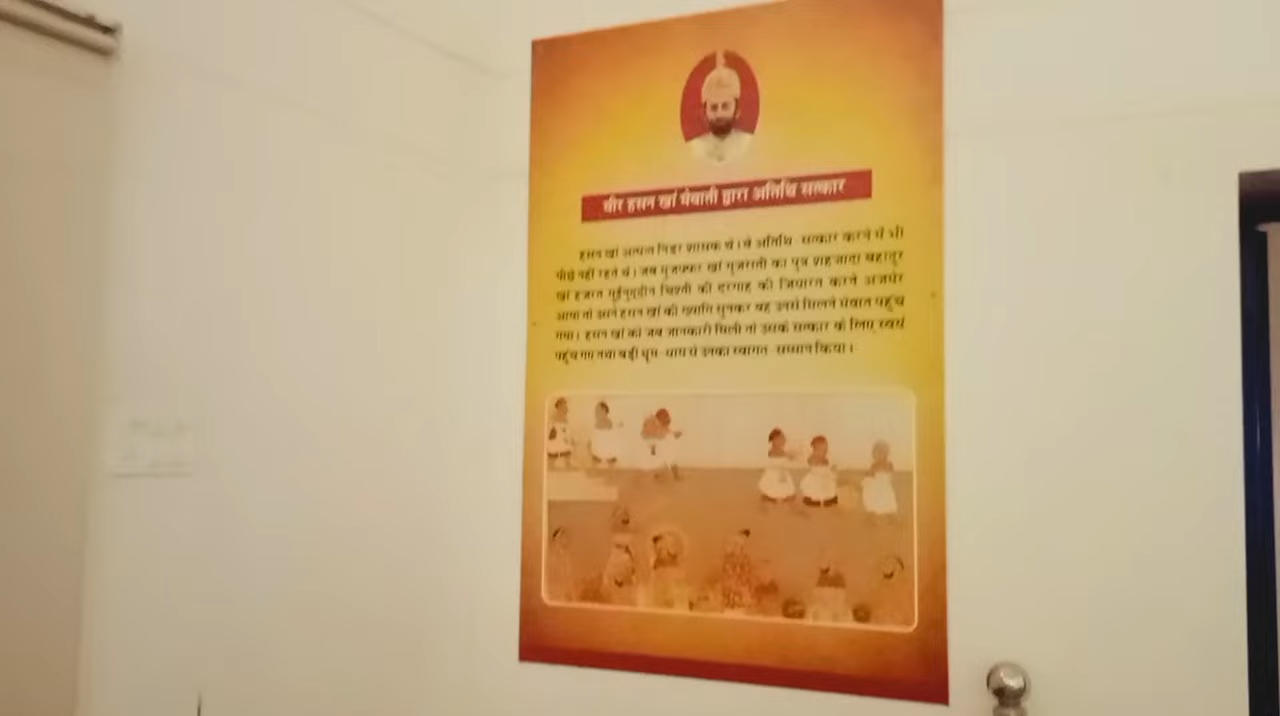 वीर हसन खां मेवाती द्वारा अतिथि सत्कार
हसन खां अत्यन्त निडर शासक थे। वे अतिथि-सत्कार करने में भी
पीछे नहीं रहते थे। जब मुजफ्फर खां गुजराती का पुत्र शहजादा बहादुर
खां हजरत मुईनुद्दीन चिश्ती की दरगाह की जियारत करने अजमेर
आया तो उसने हसन खां की ख्याति सुनकर वह उनसे मिलने मेवात पहुंच
गया। हसन खां को जब जानकारी मिली तो उसके सत्कार के लिए स्वयं
पहुंच गए तथा बड़ी धूम-धाम से उनका स्वागत-सम्मान किया।